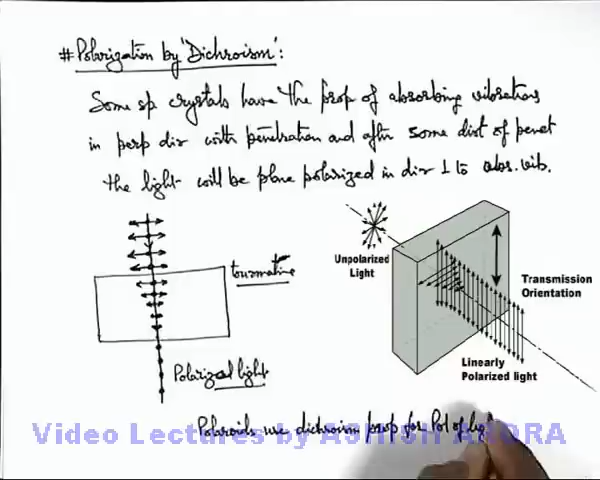 # Polarization by 'Dichroism':
Some sp crystals have the prop of absorbing vibrations
in perp dir with penetration and after some dist of penet
the light will be plane polarized in dir ⊥ to abs. vib.
Unpolarized
Light
tourmatine
Transmission
Orientation
Linearly
Polarized light
Polarized light
Polaroids use dichroism prop for Pol of lig
Video Lectures by ASHISH ARORA